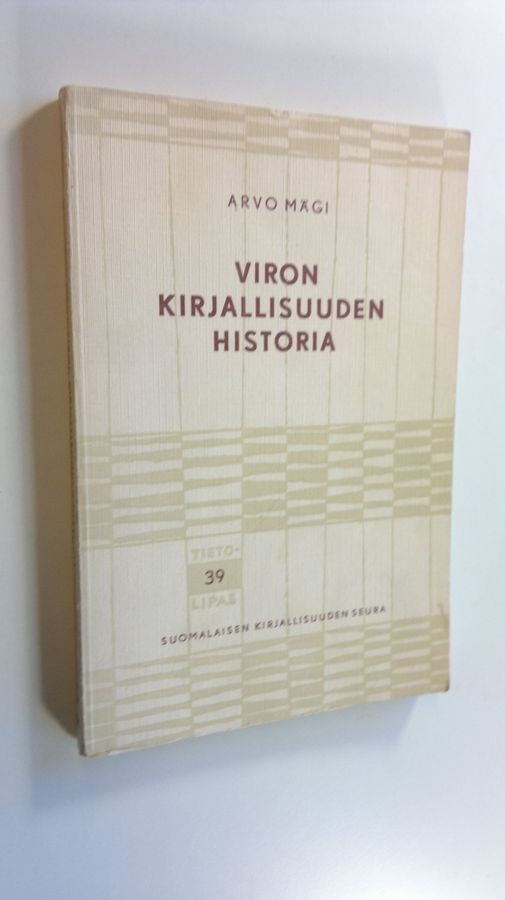 ARVO MÄGI
VIRON
KIRJALLISUUDEN
HISTORIA
TIETO-
39
LIPAS
SUOMALAISEN KIRJALLISUUDEN SEURA